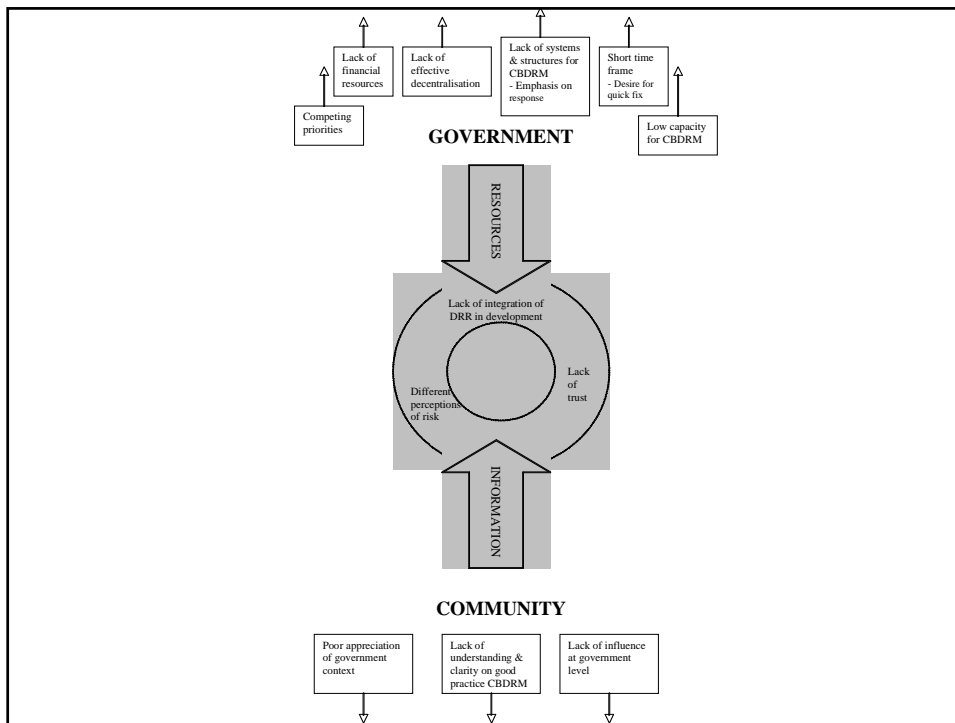 Lack of
financial
resources
Lack of
effective
decentralisation
Lack of systems
& structures for
CBDRM
- Emphasis on
response
Short time
frame
- Desire for
quick fix
Competing
priorities
Low capacity
for CBDRM
GOVERNMENT
RESOURCES
Lack of integration of
DRR in development
Different
perceptions
of risk
Lack
of
trust
INFORMATION
COMMUNITY
Poor appreciation
of government
context
Lack of
understanding &
clarity on good
practice CBDRM
Lack of influence
at government
level